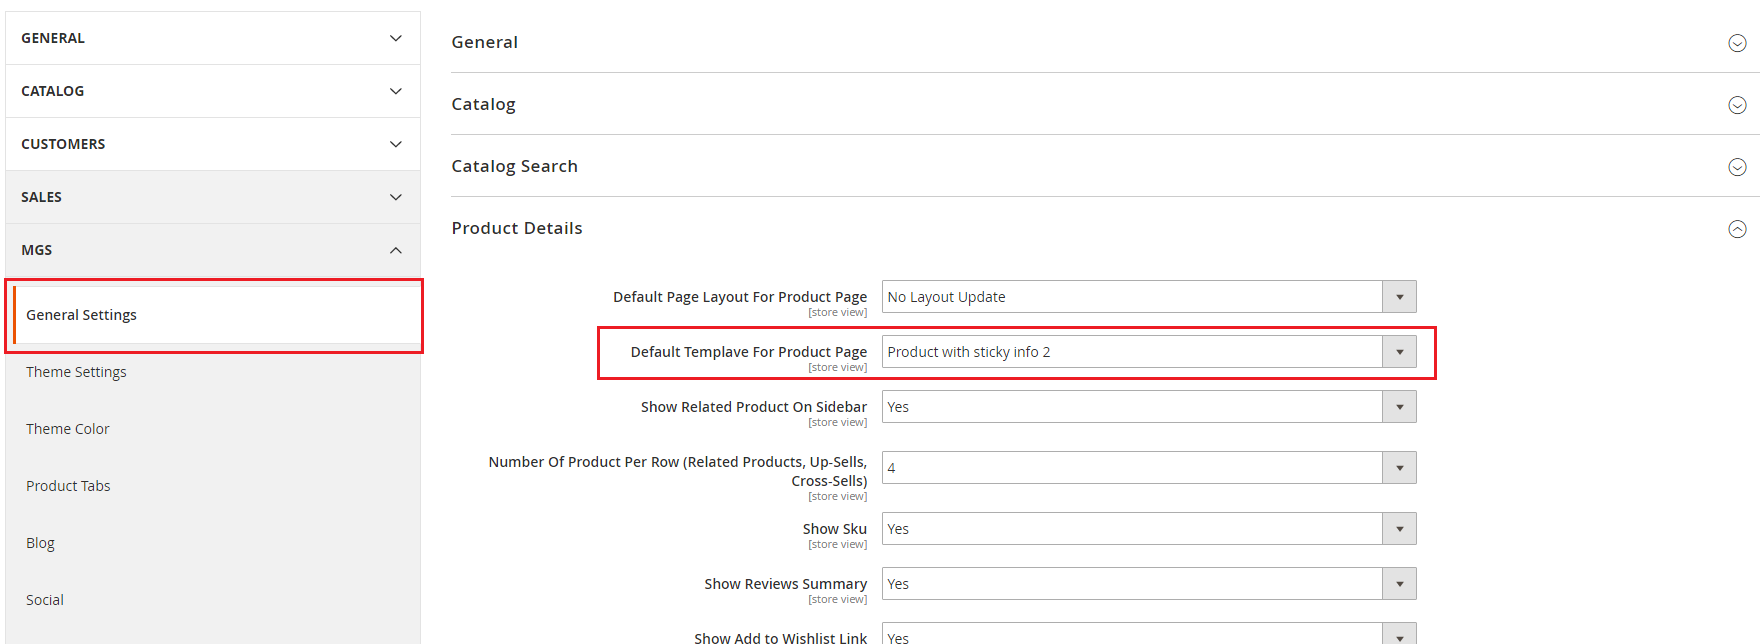 GENERAL
CATALOG
CUSTOMERS
SALES
MGS
General Settings
Theme Settings
Theme Color
Product Tabs
Blog
Social
General
Catalog
Catalog Search
Product Details
Default Page Layout For Product Page
[store view]
No Layout Update
Default Templave For Product Page
[store view]
Product with sticky info 2
Show Related Product On Sidebar
[store view]
Yes
Number Of Product Per Row (Related Products, Up-Sells,
Cross-Sells)
[store view]
4
Show Sku
[store view]
Yes
Show Reviews Summary
[store view]
Yes
Show Add to Wishlist Link
Yes